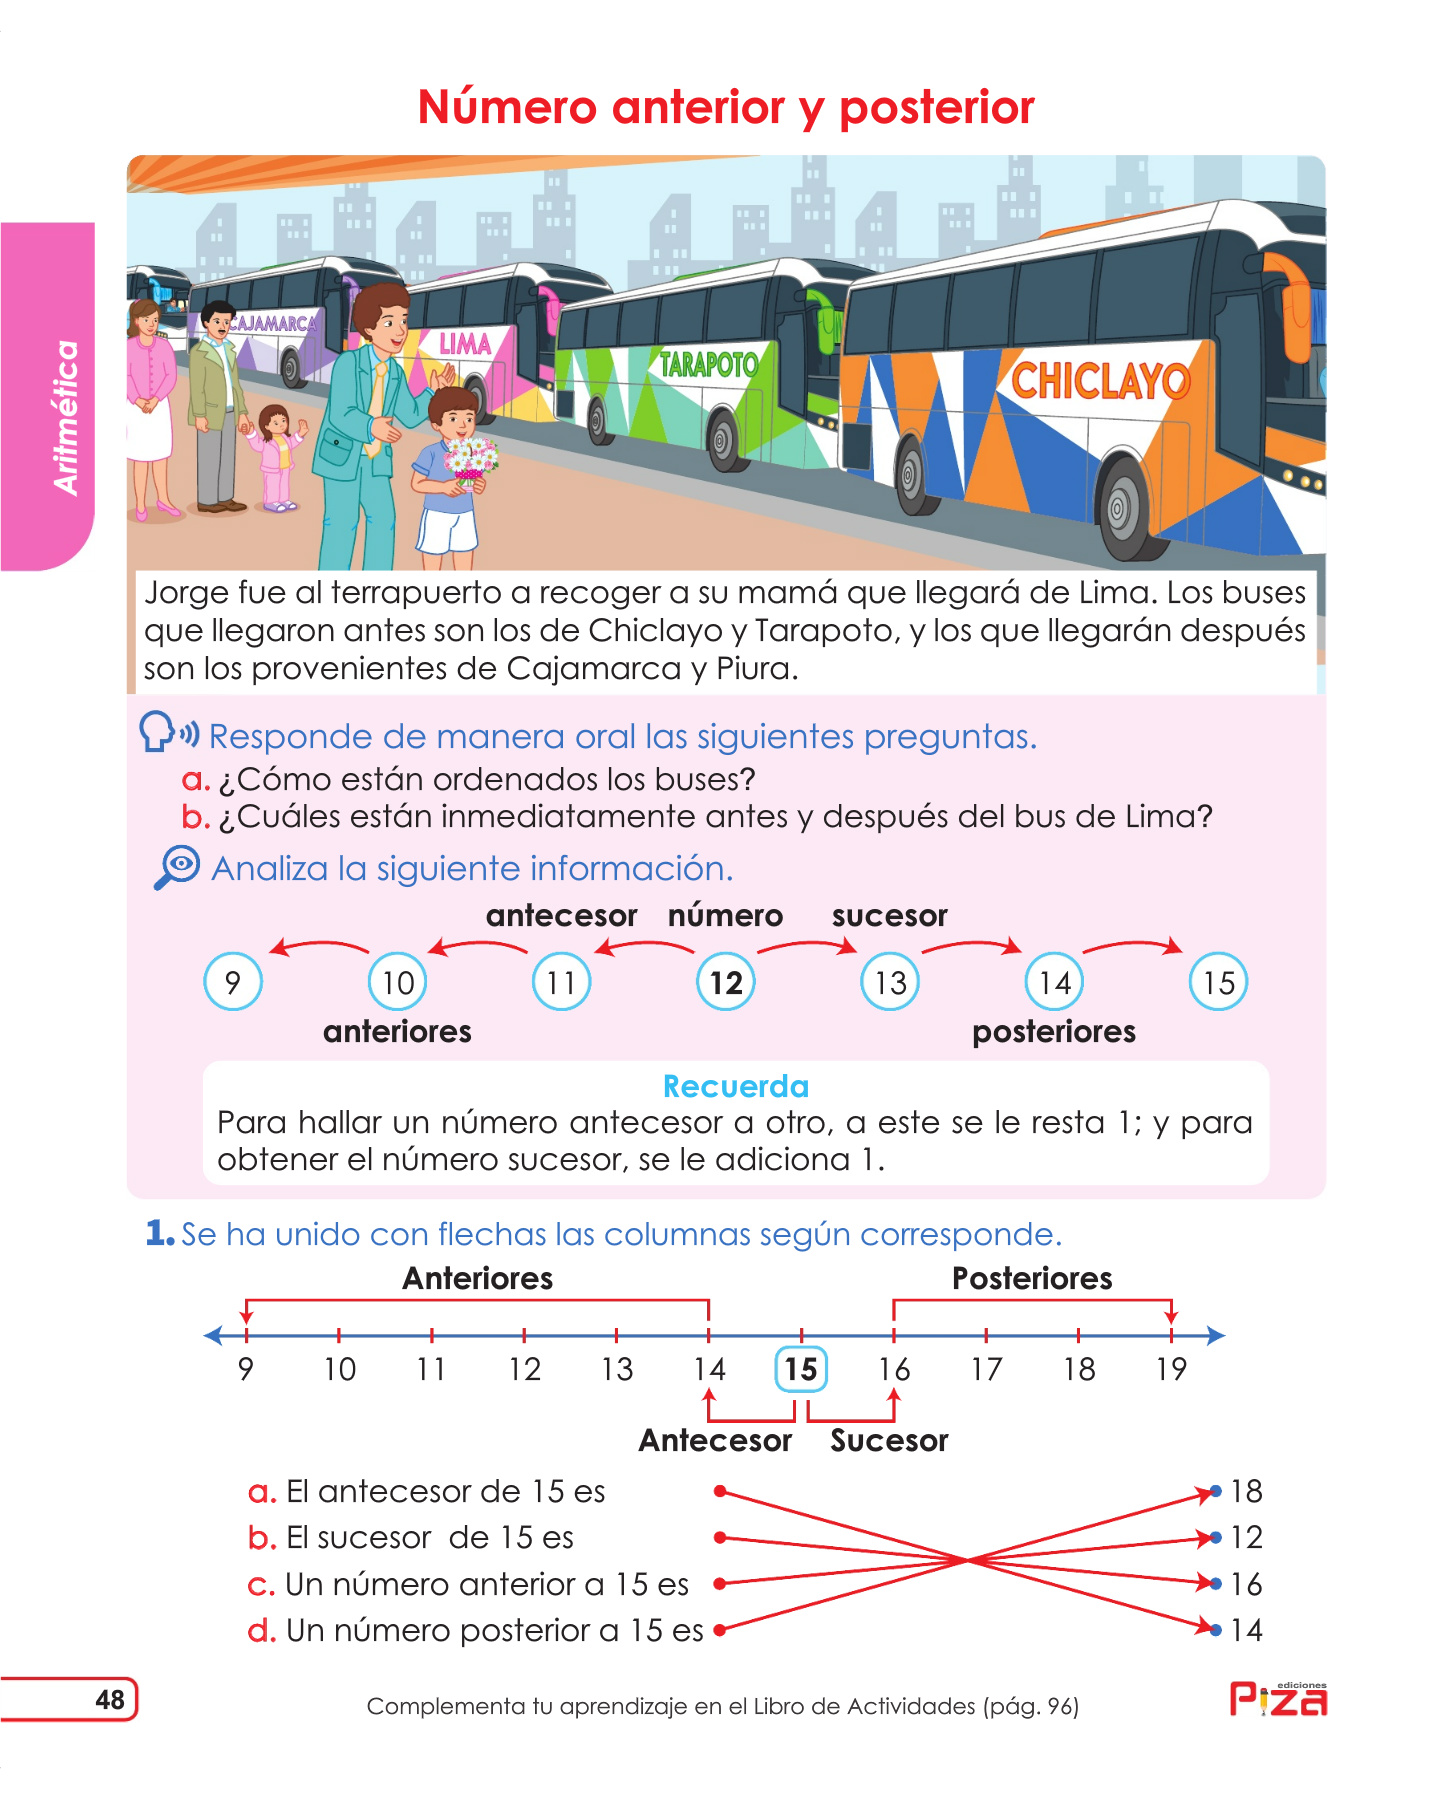 Número anterior y posterior
Aritmética
CAJAMARCA
LIMA
TARAPOTO
CHICLAYO
Jorge fue al terrapuerto a recoger a su mamá que llegará de Lima. Los buses
que llegaron antes son los de Chiclayo y Tarapoto, y los que llegarán después
son los provenientes de Cajamarca y Piura.
Responde de manera oral las siguientes preguntas.
a. ¿Cómo están ordenados los buses?
b. ¿Cuáles están inmediatamente antes y después del bus de Lima?
Analiza la siguiente información.
antecesor número sucesor
9 10 11 12 13 14 15
anteriores posteriores
Recuerda
Para hallar un número antecesor a otro, a este se le resta 1; y para
obtener el número sucesor, se le adiciona 1.
1. Se ha unido con flechas las columnas según corresponde.
Anteriores Posteriores
9 10 11 12 13 14 15 16 17 18 19
Antecesor Sucesor
a. El antecesor de 15 es 18
b. El sucesor de 15 es 12
c. Un número anterior a 15 es 16
d. Un número posterior a 15 es 14
48
Complementa tu aprendizaje en el Libro de Actividades (pág. 96)
ediciones
Piza